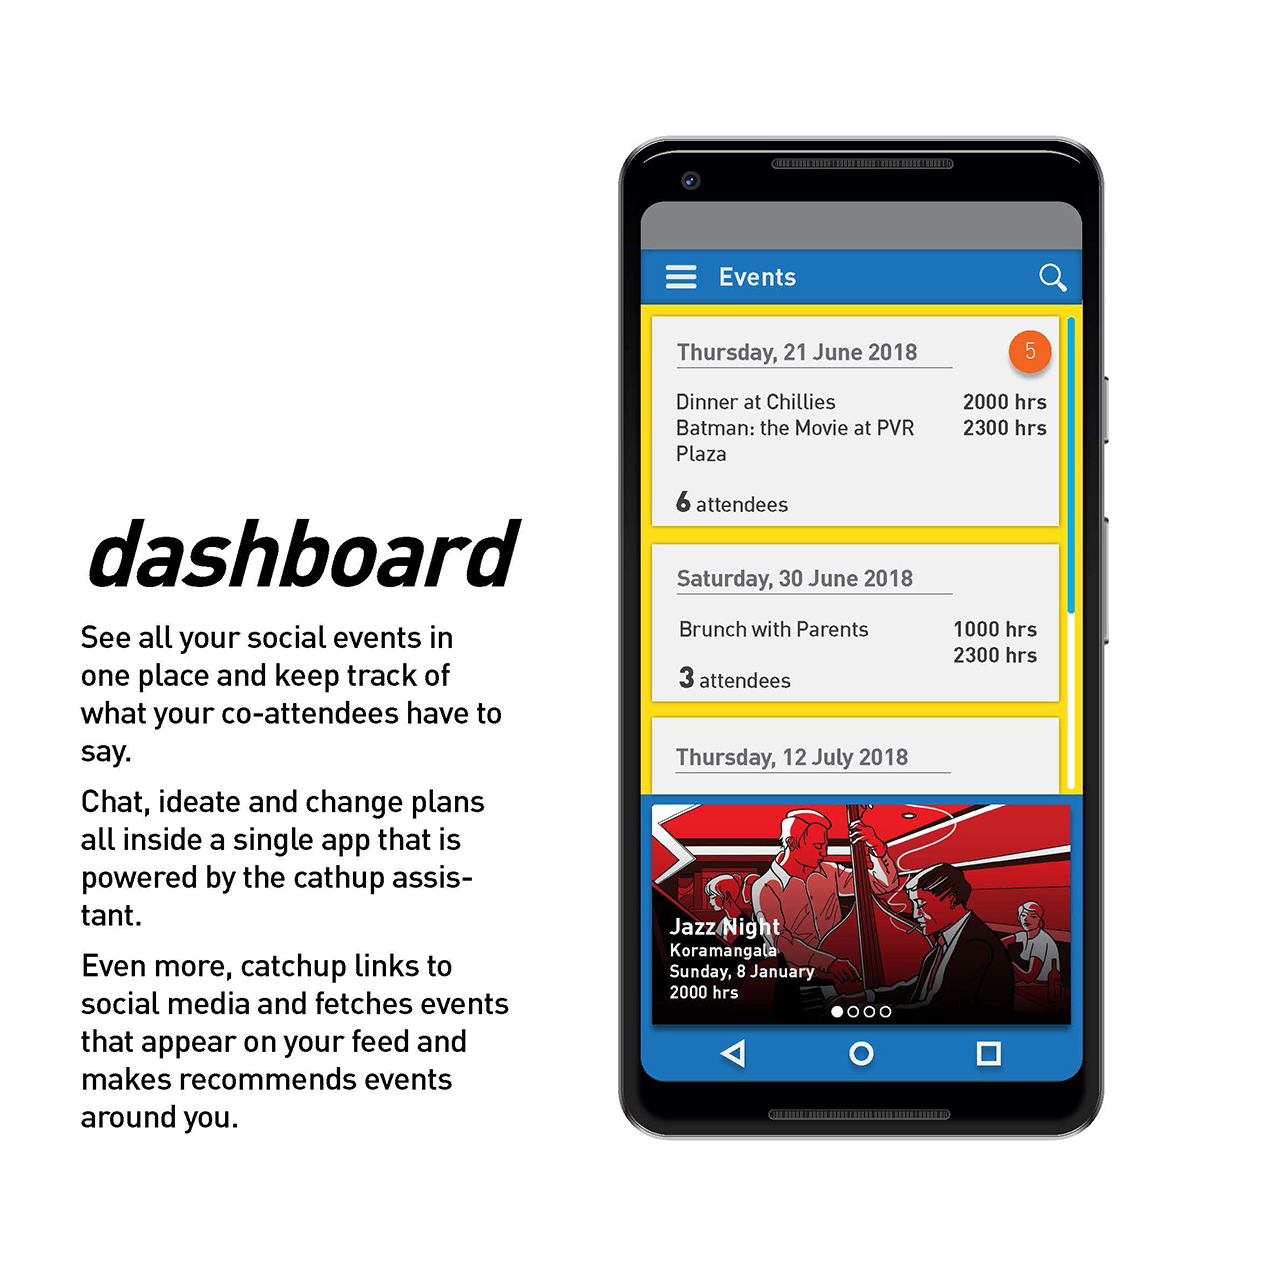 dashboard
See all your social events in
one place and keep track of
what your co-attendees have to
say.
Chat, ideate and change plans
all inside a single app that is
powered by the cathup assis-
tant.
Even more, catchup links to
social media and fetches events
that appear on your feed and
makes recommends events
around you.
Events
Thursday, 21 June 2018
5
Dinner at Chillies 2000 hrs
Batman: the Movie at PVR 2300 hrs
Plaza
6 attendees
Saturday, 30 June 2018
Brunch with Parents 1000 hrs
2300 hrs
3 attendees
Thursday, 12 July 2018
Jazz Night
Koramangala
Sunday, 8 January
2000 hrs